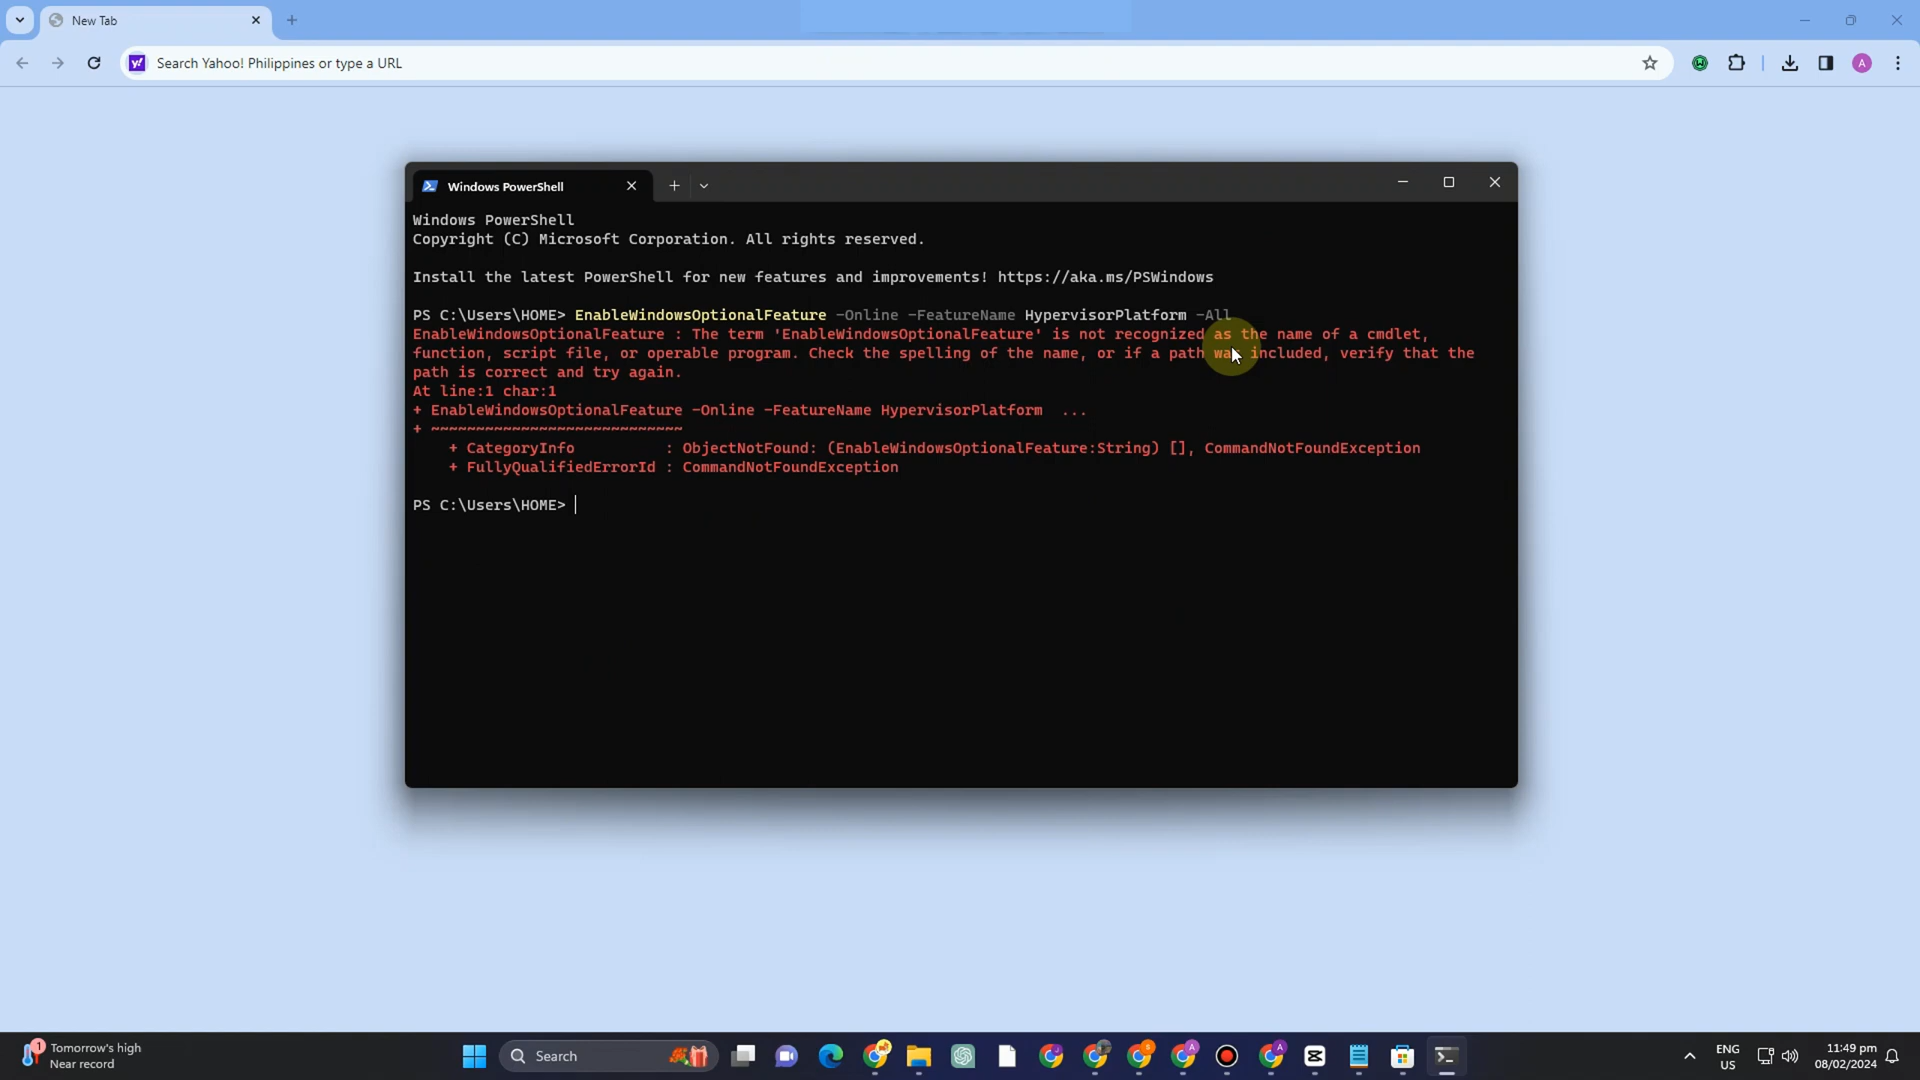 New Tab
Search Yahoo! Philippines or type a URL
A
Windows PowerShell
Windows PowerShell
Copyright (C) Microsoft Corporation. All rights reserved.
Install the latest PowerShell for new features and improvements! https://aka.ms/PSWindows
PS C:\Users\HOME> EnableWindowsOptionalFeature -Online -FeatureName HypervisorPlatform -All
EnableWindowsOptionalFeature : The term 'EnableWindowsOptionalFeature' is not recognized as the name of a cmdlet,
function, script file, or operable program. Check the spelling of the name, or if a path was included, verify that the
path is correct and try again.
At line:1 char:1
+ EnableWindowsOptionalFeature -Online -FeatureName HypervisorPlatform ...
+ ~~~~~~~~~~~~~~~~~~~~~~~~~~~~
+ CategoryInfo : ObjectNotFound: (EnableWindowsOptionalFeature:String) [], CommandNotFoundException
+ FullyQualifiedErrorId : CommandNotFoundException
PS C:\Users\HOME>
1
Tomorrow's high
Near record
Search
ENG
US
11:49 pm
08/02/2024